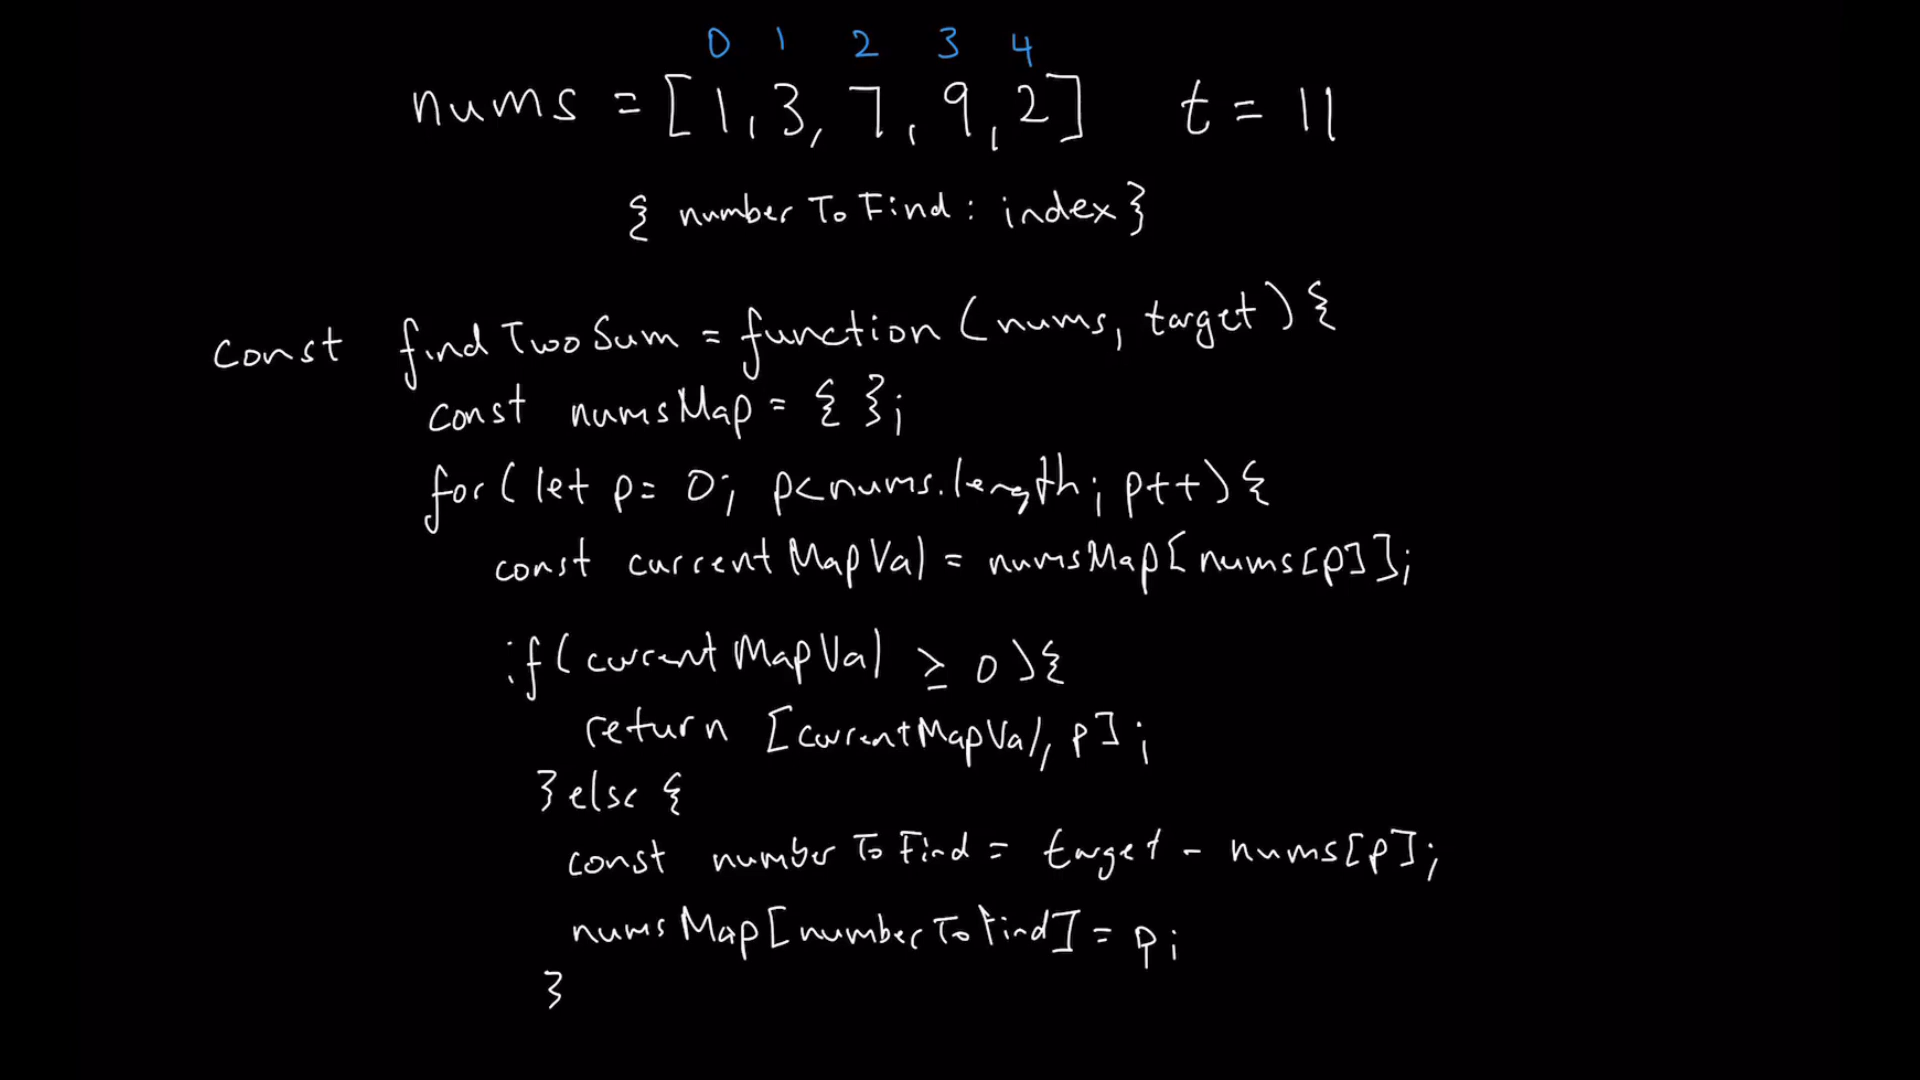 0 1 2 3 4
nums = [1, 3, 7, 9, 2] t = 11
{ numberToFind : index }
const findTwoSum = function (nums, target) {
const numsMap = { };
for (let p = 0; p < nums.length; p++) {
const currentMapVal = numsMap[nums[p]];
if (currentMapVal ≥ 0) {
return [currentMapVal, p];
} else {
const numberToFind = target - nums[p];
numsMap[numberToFind] = p;
}